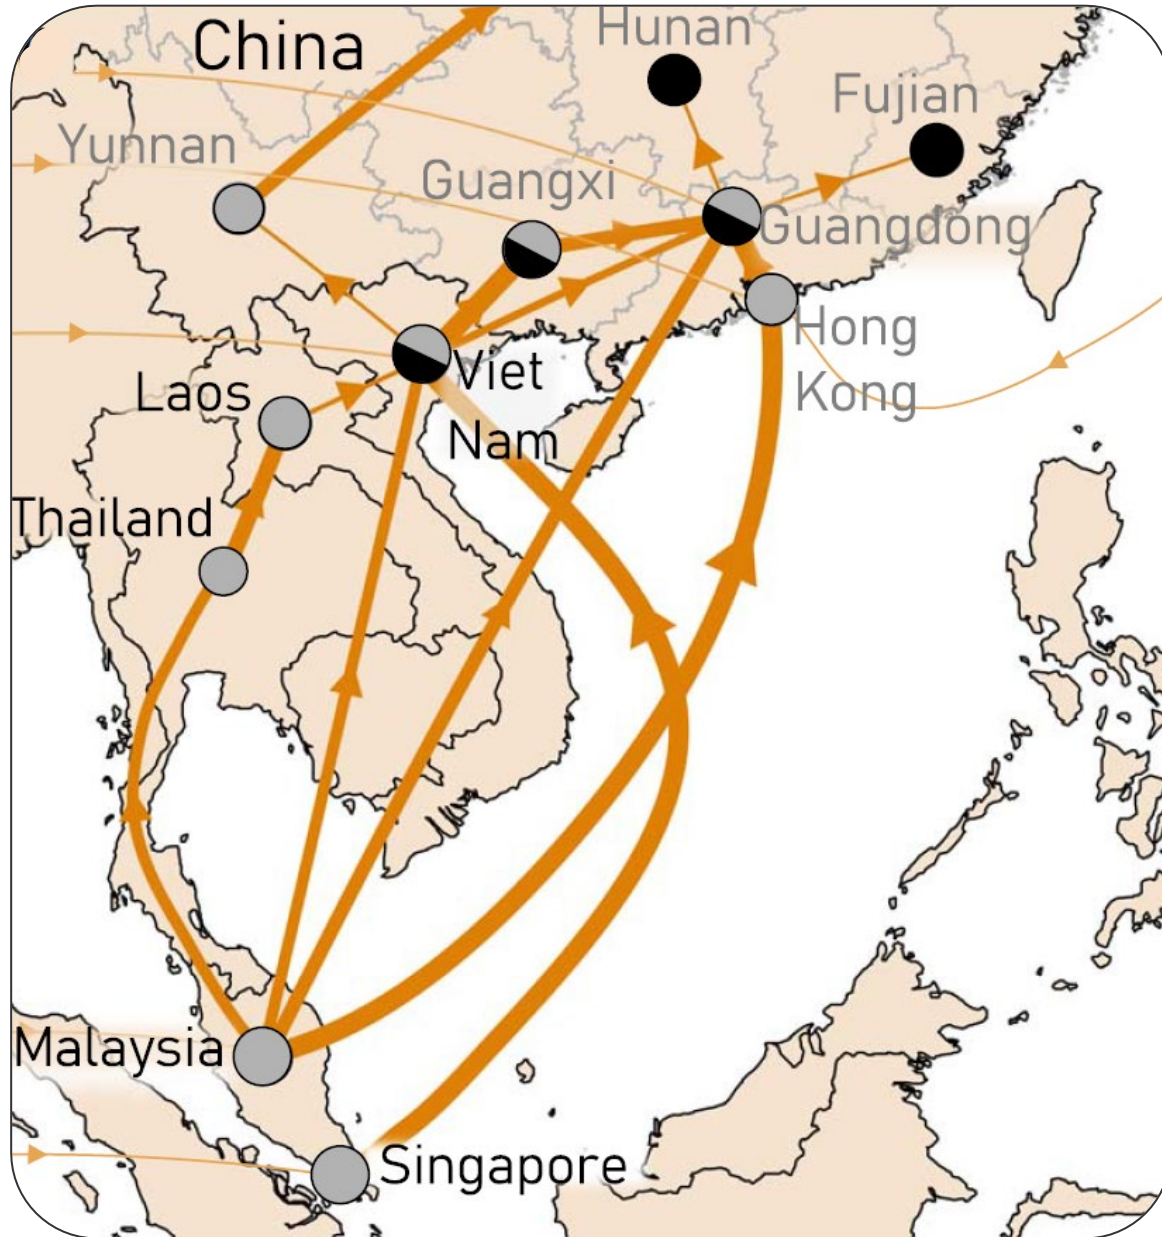 Hunan
China
Fujian
Yunnan
Guangxi
Guangdong
Hong
Kong
Viet
Nam
Laos
Thailand
Malaysia
Singapore